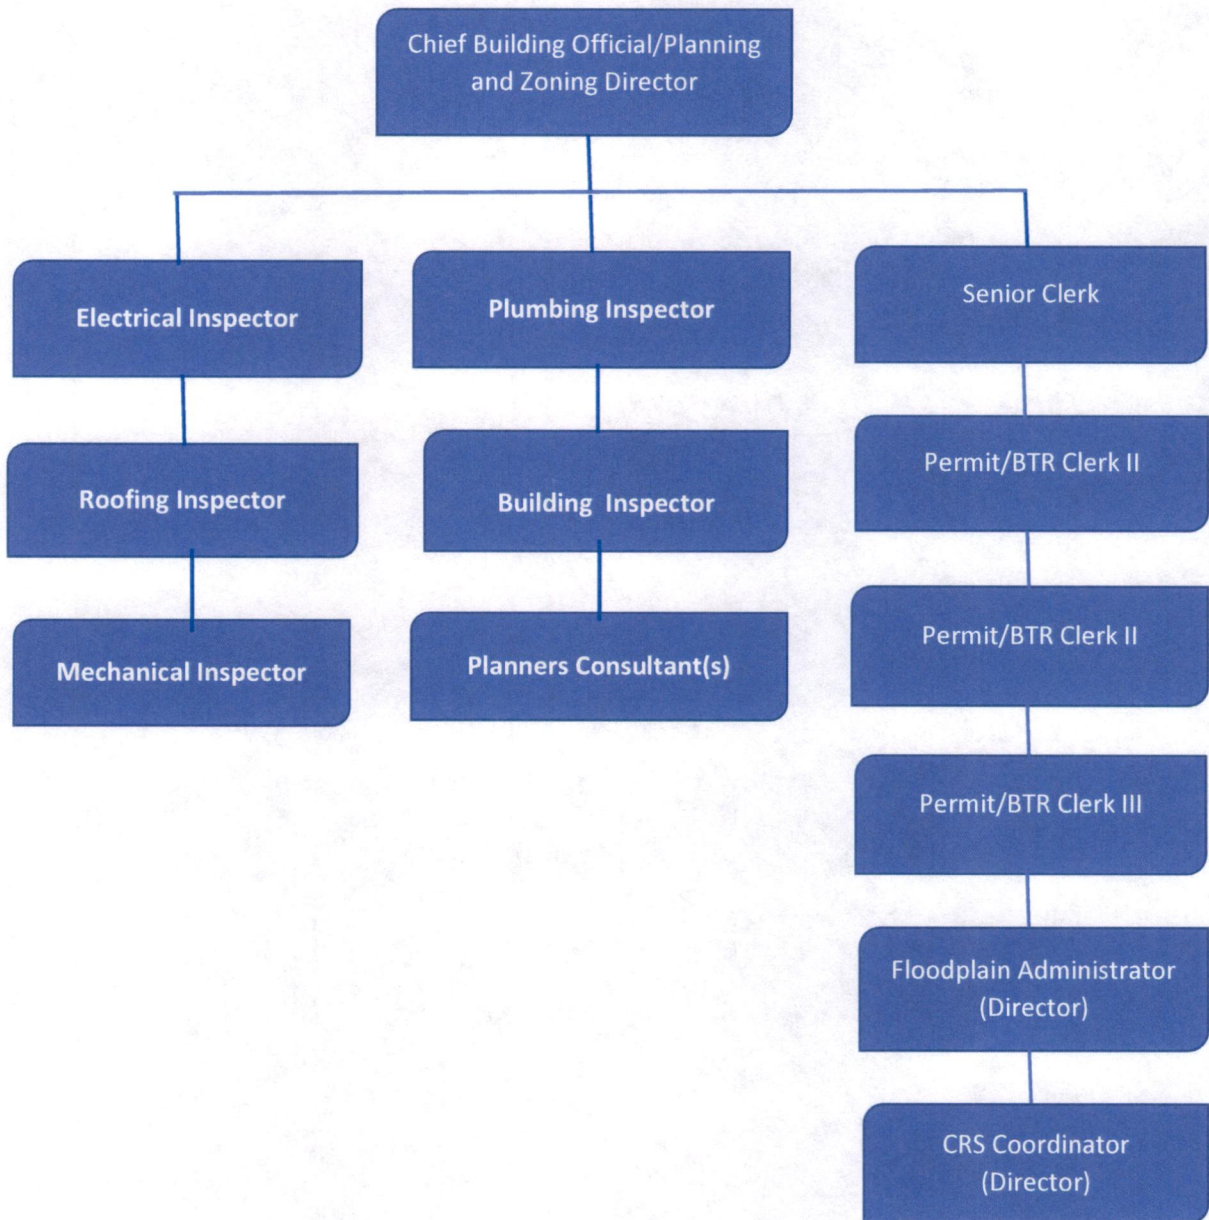 Chief Building Official/Planning
and Zoning Director
Electrical Inspector
Plumbing Inspector
Senior Clerk
Roofing Inspector
Building Inspector
Permit/BTR Clerk II
Mechanical Inspector
Planners Consultant(s)
Permit/BTR Clerk II
Permit/BTR Clerk III
Floodplain Administrator
(Director)
CRS Coordinator
(Director)